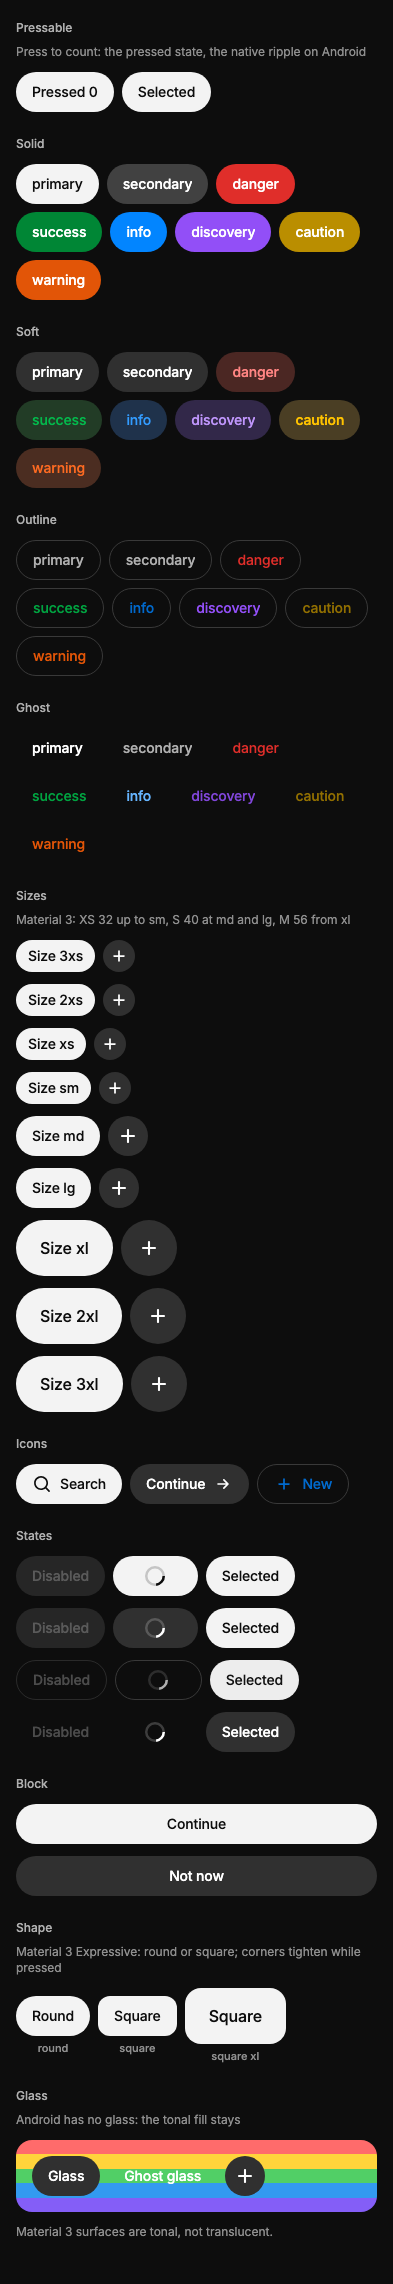 Pressable
Press to count: the pressed state, the native ripple on Android
Pressed 0 Selected
Solid
primary secondary danger
success info discovery caution
warning
Soft
primary secondary danger
success info discovery caution
warning
Outline
primary secondary danger
success info discovery caution
warning
Ghost
primary secondary danger
success info discovery caution
warning
Sizes
Material 3: XS 32 up to sm, S 40 at md and lg, M 56 from xl
Size 3xs
Size 2xs
Size xs
Size sm
Size md
Size lg
Size xl
Size 2xl
Size 3xl
Icons
Search Continue New
States
Disabled Selected
Disabled Selected
Disabled Selected
Disabled Selected
Block
Continue
Not now
Shape
Material 3 Expressive: round or square; corners tighten while
pressed
Round Square Square
round square square xl
Glass
Android has no glass: the tonal fill stays
Glass Ghost glass
Material 3 surfaces are tonal, not translucent.